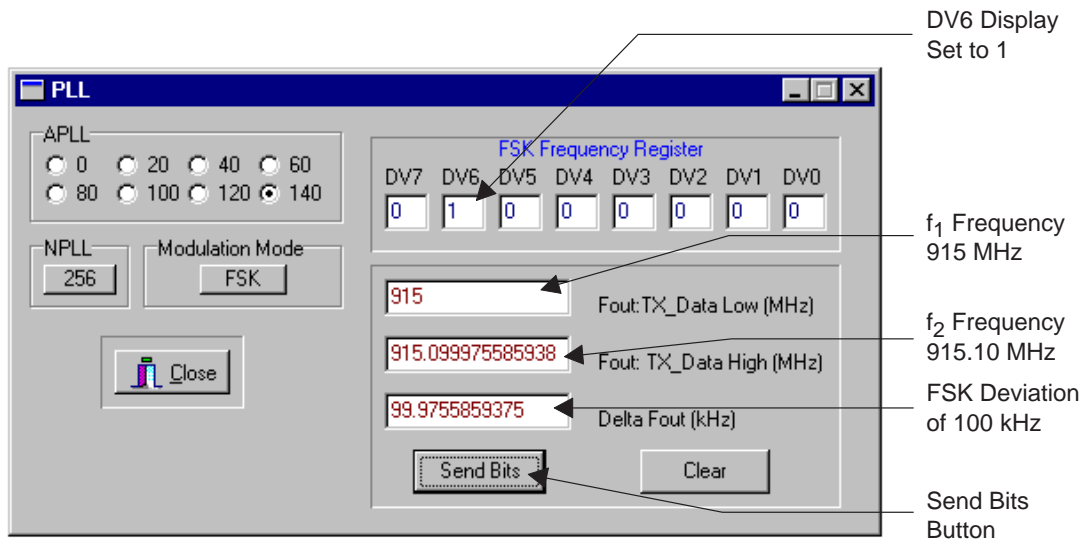 DV6 Display
Set to 1
PLL
APLL
0 20 40 60
80 100 120 140
NPLL
256
Modulation Mode
FSK
Close
FSK Frequency Register
DV7 DV6 DV5 DV4 DV3 DV2 DV1 DV0
0 1 0 0 0 0 0 0
915
Fout:TX_Data Low (MHz)
915.099975585938
Fout: TX_Data High (MHz)
99.9755859375
Delta Fout (kHz)
Send Bits
Clear
f1 Frequency
915 MHz
f2 Frequency
915.10 MHz
FSK Deviation
of 100 kHz
Send Bits
Button